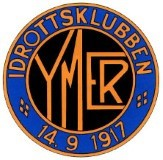 IDROTTSKLUBBEN
YMER
14.9 1917